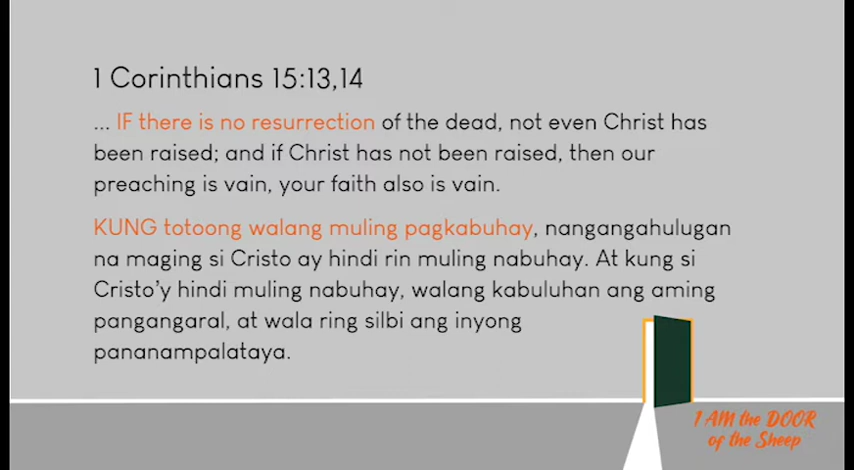 1 Corinthians 15:13,14
... IF there is no resurrection of the dead, not even Christ has
been raised; and if Christ has not been raised, then our
preaching is vain, your faith also is vain.
KUNG totoong walang muling pagkabuhay, nangangahulugan
na maging si Cristo ay hindi rin muling nabuhay. At kung si
Cristo'y hindi muling nabuhay, walang kabuluhan ang aming
pangangaral, at wala ring silbi ang inyong
pananampalataya.
I AM the DOOR
of the Sheep